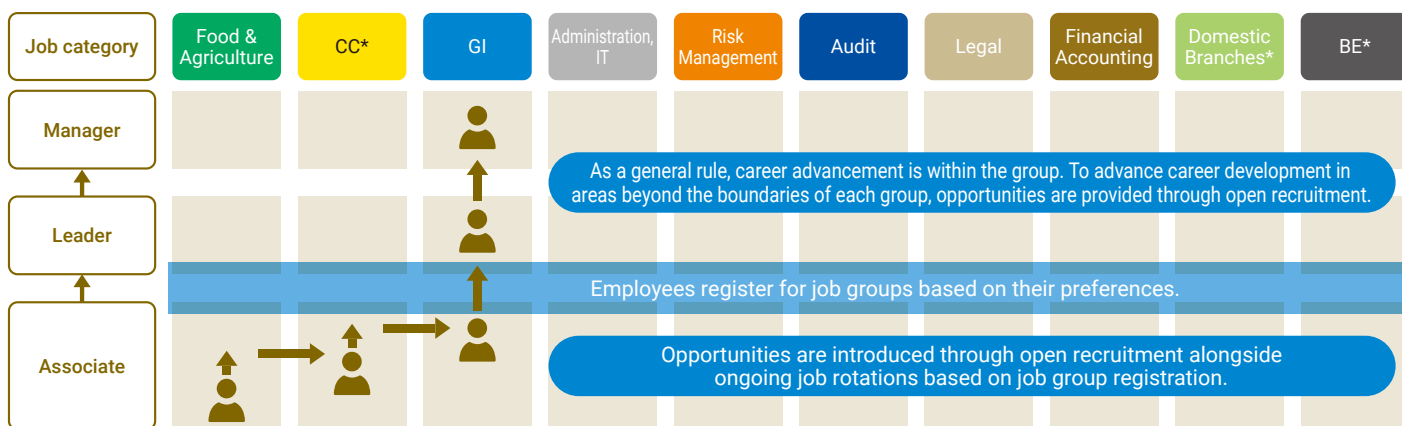 Job category
Food &
Agriculture
CC*
GI
Administration,
IT
Risk
Management
Audit
Legal
Financial
Accounting
Domestic
Branches*
BE*
Manager
As a general rule, career advancement is within the group. To advance career development in
areas beyond the boundaries of each group, opportunities are provided through open recruitment.
Leader
Employees register for job groups based on their preferences.
Associate
Opportunities are introduced through open recruitment alongside
ongoing job rotations based on job group registration.